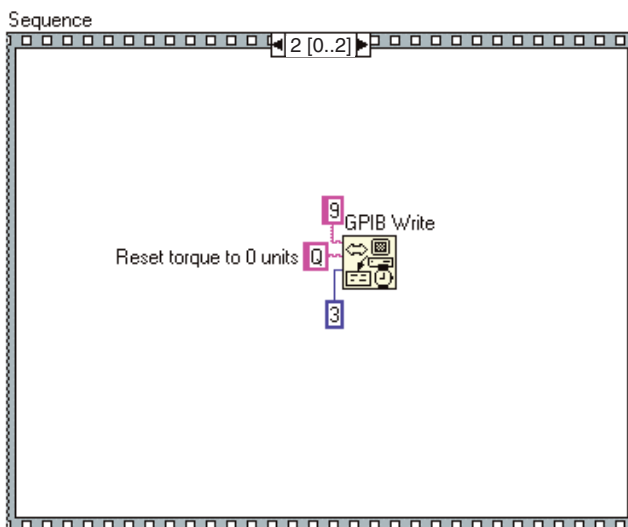 Sequence
2 [0..2]
9
GPIB Write
Reset torque to 0 units Q
3